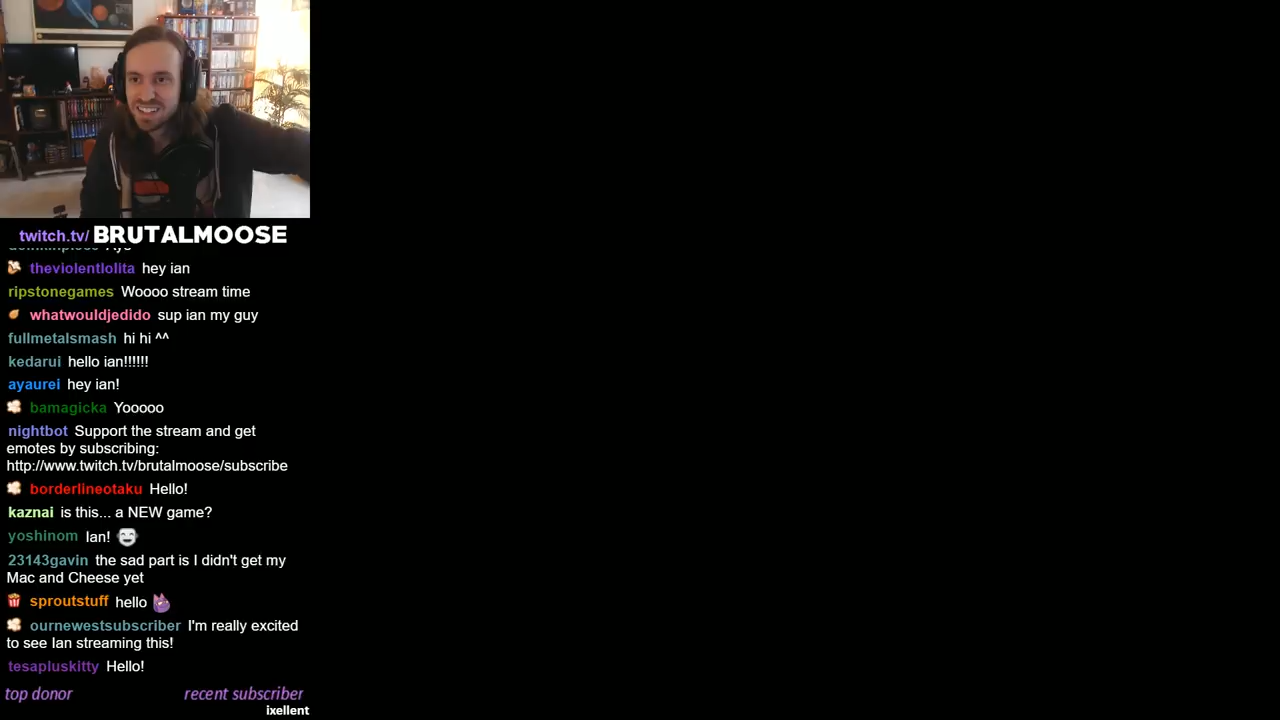 twitch.tv/ BRUTALMOOSE
theviolentlolita hey ian
ripstonegames Woooo stream time
whatwouldjedido sup ian my guy
fullmetalsmash hi hi ^^
kedarui hello ian!!!!!!
ayaurei hey ian!
bamagicka Yooooo
nightbot Support the stream and get
emotes by subscribing:
http://www.twitch.tv/brutalmoose/subscribe
borderlineotaku Hello!
kaznai is this... a NEW game?
yoshinom Ian!
23143gavin the sad part is I didn't get my
Mac and Cheese yet
sproutstuff hello
ournewestsubscriber I'm really excited
to see Ian streaming this!
tesapluskitty Hello!
top donor recent subscriber
ixellent